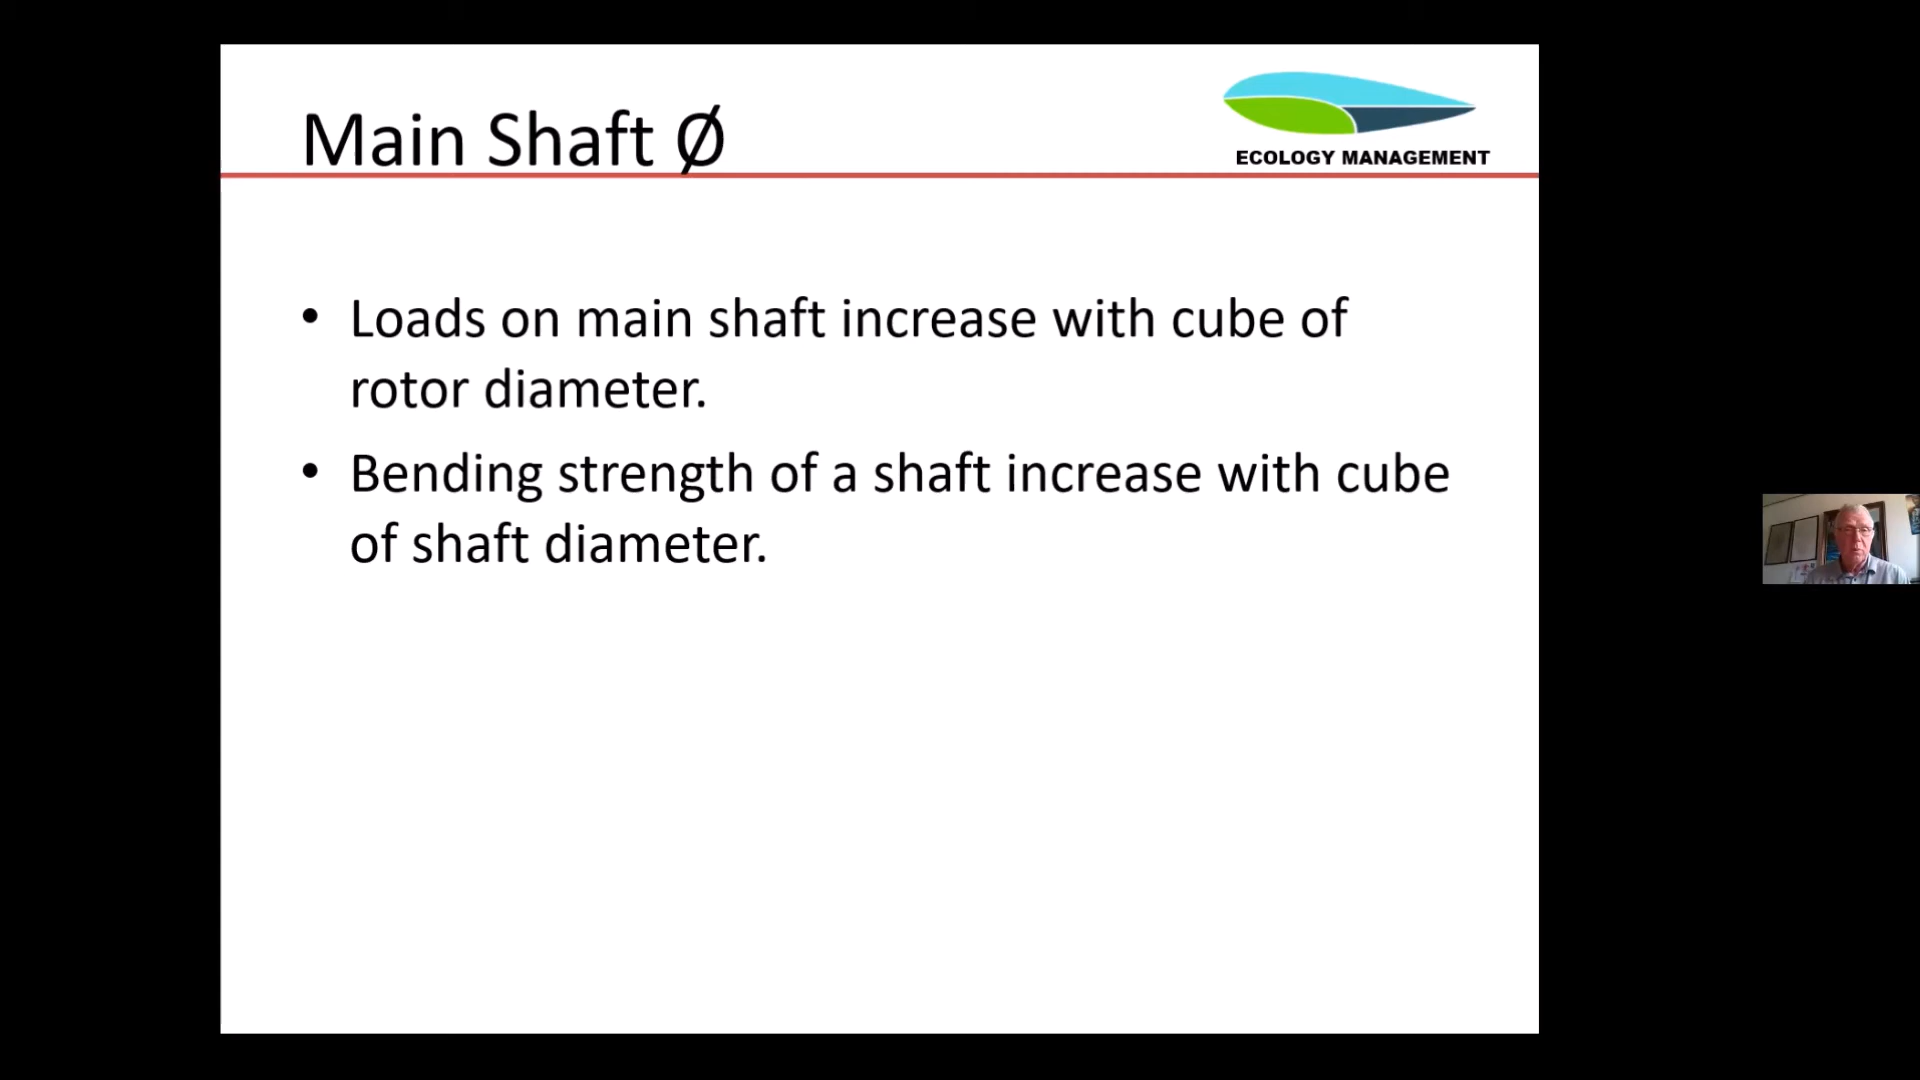 Main Shaft Ø
ECOLOGY MANAGEMENT
• Loads on main shaft increase with cube of
rotor diameter.
• Bending strength of a shaft increase with cube
of shaft diameter.